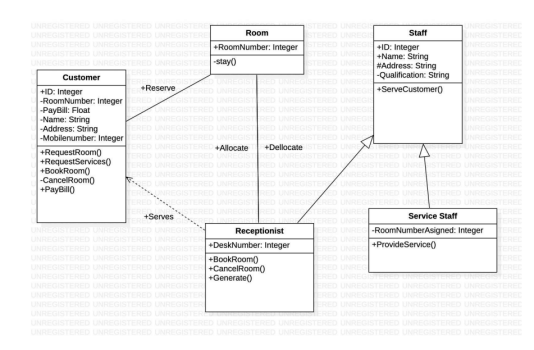 Room
+RoomNumber: Integer
-stay()
Staff
+ID: Integer
+Name: String
#Address: String
-Qualification: String
+ServeCustomer()
Customer
+ID: Integer
-RoomNumber: Integer
-PayBill: Float
-Name: String
-Address: String
-Mobilenumber: Integer
+RequestRoom()
+RequestServices()
+BookRoom()
-CancelRoom()
+PayBill()
+Reserve
+Allocate
+Dellocate
+Serves
Receptionist
+DeskNumber: Integer
+BookRoom()
+CancelRoom()
+Generate()
Service Staff
-RoomNumberAsigned: Integer
+ProvideService()
UNREGISTERED